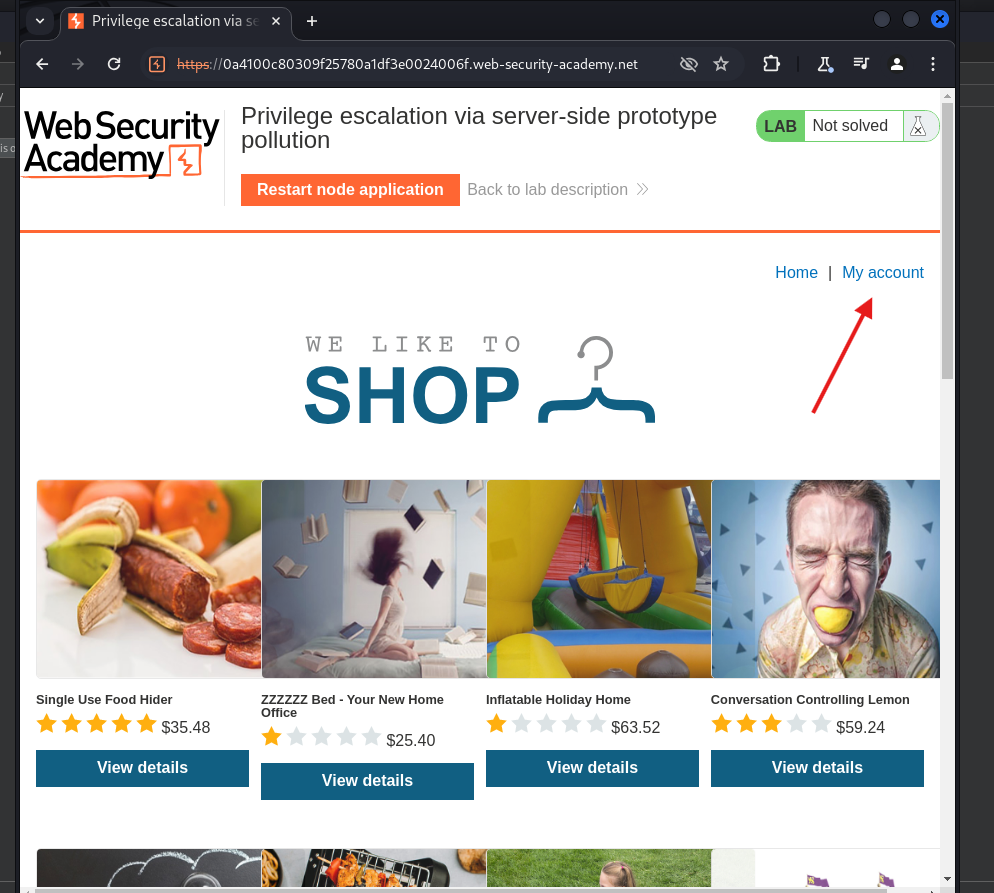 Privilege escalation via se
https://0a4100c80309f25780a1df3e0024006f.web-security-academy.net
Web Security
Academy
Privilege escalation via server-side prototype
pollution
LAB Not solved
Restart node application Back to lab description
Home | My account
WE LIKE TO
SHOP
Single Use Food Hider
$35.48
View details
ZZZZZZ Bed - Your New Home
Office
$25.40
View details
Inflatable Holiday Home
$63.52
View details
Conversation Controlling Lemon
$59.24
View details